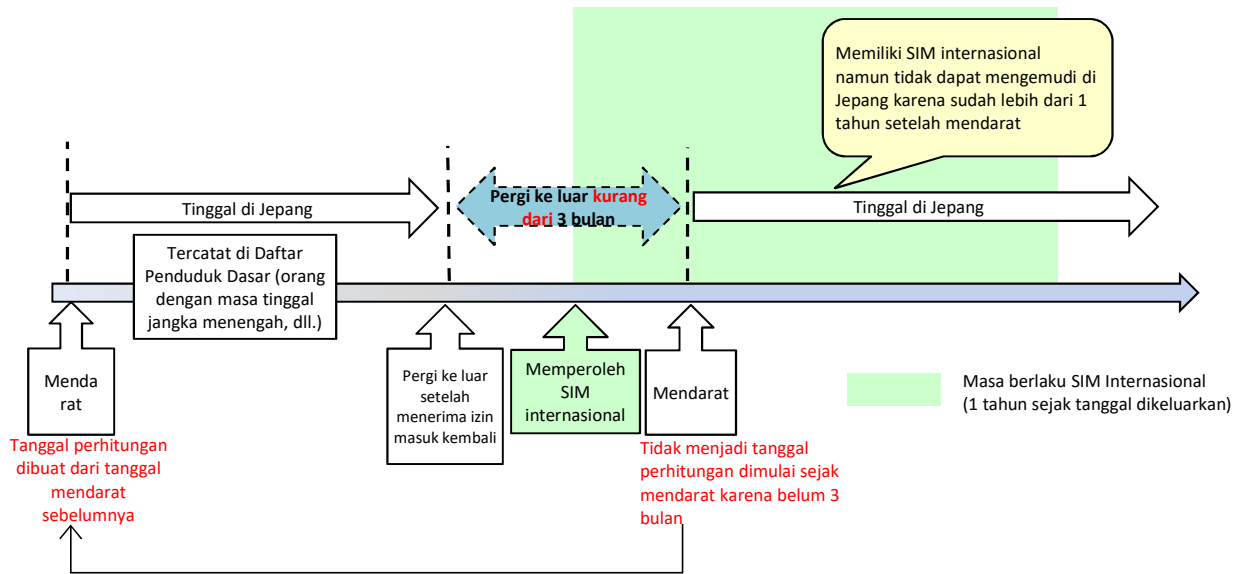 Memiliki SIM internasional
namun tidak dapat mengemudi di
Jepang karena sudah lebih dari 1
tahun setelah mendarat
Tinggal di Jepang
Pergi ke luar kurang
dari 3 bulan
Tinggal di Jepang
Tercatat di Daftar
Penduduk Dasar (orang
dengan masa tinggal
jangka menengah, dll.)
Menda
rat
Pergi ke luar
setelah
menerima izin
masuk kembali
Memperoleh
SIM
internasional
Mendarat
Masa berlaku SIM Internasional
(1 tahun sejak tanggal dikeluarkan)
Tanggal perhitungan
dibuat dari tanggal
mendarat
sebelumnya
Tidak menjadi tanggal
perhitungan dimulai sejak
mendarat karena belum 3
bulan